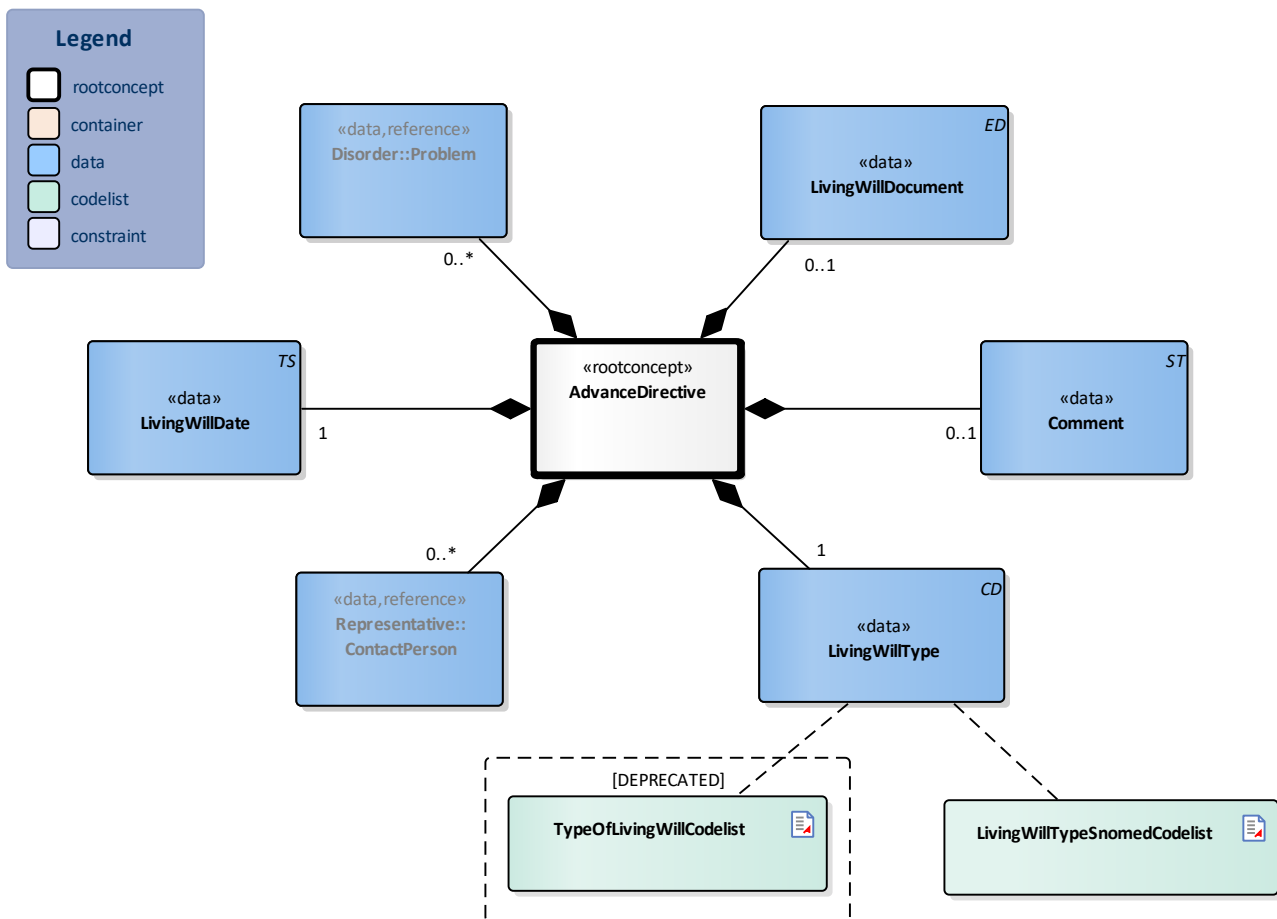 Legend
rootconcept
container
data
codelist
constraint
«data,reference»
Disorder::Problem
0..*
ED
«data»
LivingWillDocument
0..1
TS
«data»
LivingWillDate
1
«rootconcept»
AdvanceDirective
ST
«data»
Comment
0..1
0..*
«data,reference»
Representative::
ContactPerson
1
CD
«data»
LivingWillType
[DEPRECATED]
TypeOfLivingWillCodelist
LivingWillTypeSnomedCodelist